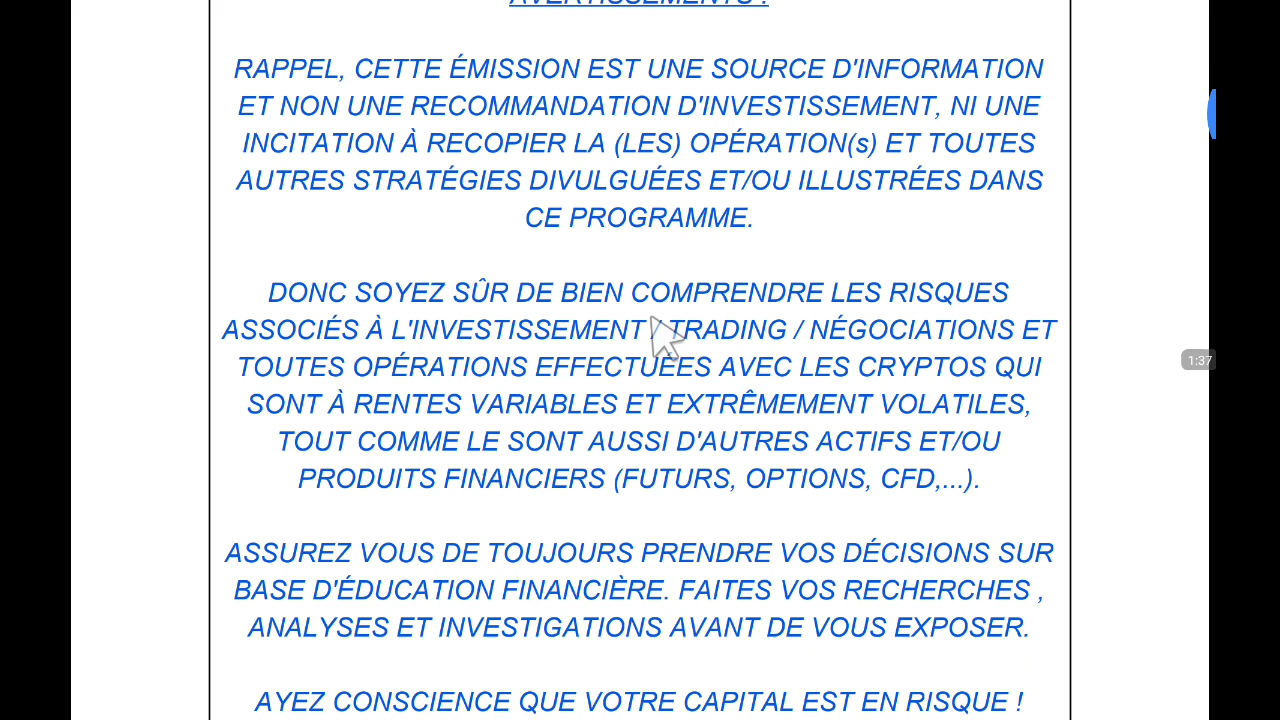 AVERTISSEMENTS !
RAPPEL, CETTE ÉMISSION EST UNE SOURCE D'INFORMATION
ET NON UNE RECOMMANDATION D'INVESTISSEMENT, NI UNE
INCITATION À RECOPIER LA (LES) OPÉRATION(s) ET TOUTES
AUTRES STRATÉGIES DIVULGUÉES ET/OU ILLUSTRÉES DANS
CE PROGRAMME.
DONC SOYEZ SÛR DE BIEN COMPRENDRE LES RISQUES
ASSOCIÉS À L'INVESTISSEMENT / TRADING / NÉGOCIATIONS ET
TOUTES OPÉRATIONS EFFECTUÉES AVEC LES CRYPTOS QUI
SONT À RENTES VARIABLES ET EXTRÊMEMENT VOLATILES,
TOUT COMME LE SONT AUSSI D'AUTRES ACTIFS ET/OU
PRODUITS FINANCIERS (FUTURS, OPTIONS, CFD,...).
1:37
ASSUREZ VOUS DE TOUJOURS PRENDRE VOS DÉCISIONS SUR
BASE D'ÉDUCATION FINANCIÈRE. FAITES VOS RECHERCHES ,
ANALYSES ET INVESTIGATIONS AVANT DE VOUS EXPOSER.
AYEZ CONSCIENCE QUE VOTRE CAPITAL EST EN RISQUE !